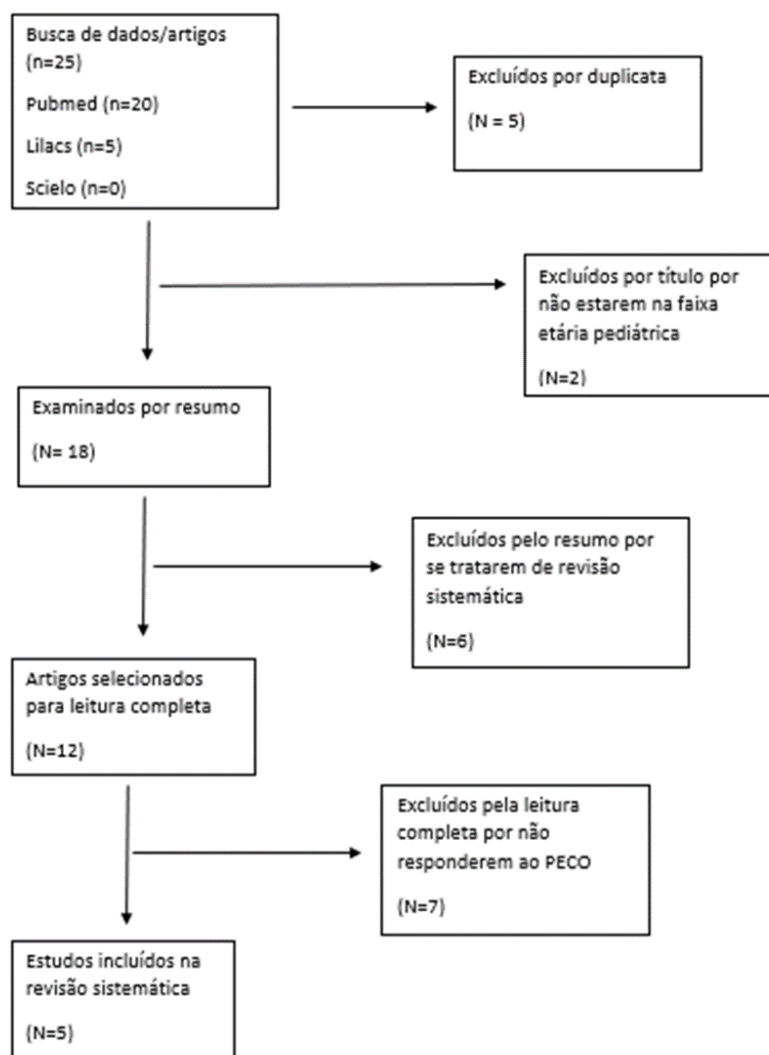 Busca de dados/artigos
(n=25)
Pubmed (n=20)
Lilacs (n=5)
Scielo (n=0)
Excluídos por duplicata
(N = 5)
Excluídos por título por
não estarem na faixa
etária pediátrica
(N=2)
Examinados por resumo
(N= 18)
Excluídos pelo resumo por
se tratarem de revisão
sistemática
(N=6)
Artigos selecionados
para leitura completa
(N=12)
Excluídos pela leitura
completa por não
responderem ao PECO
(N=7)
Estudos incluídos na
revisão sistemática
(N=5)